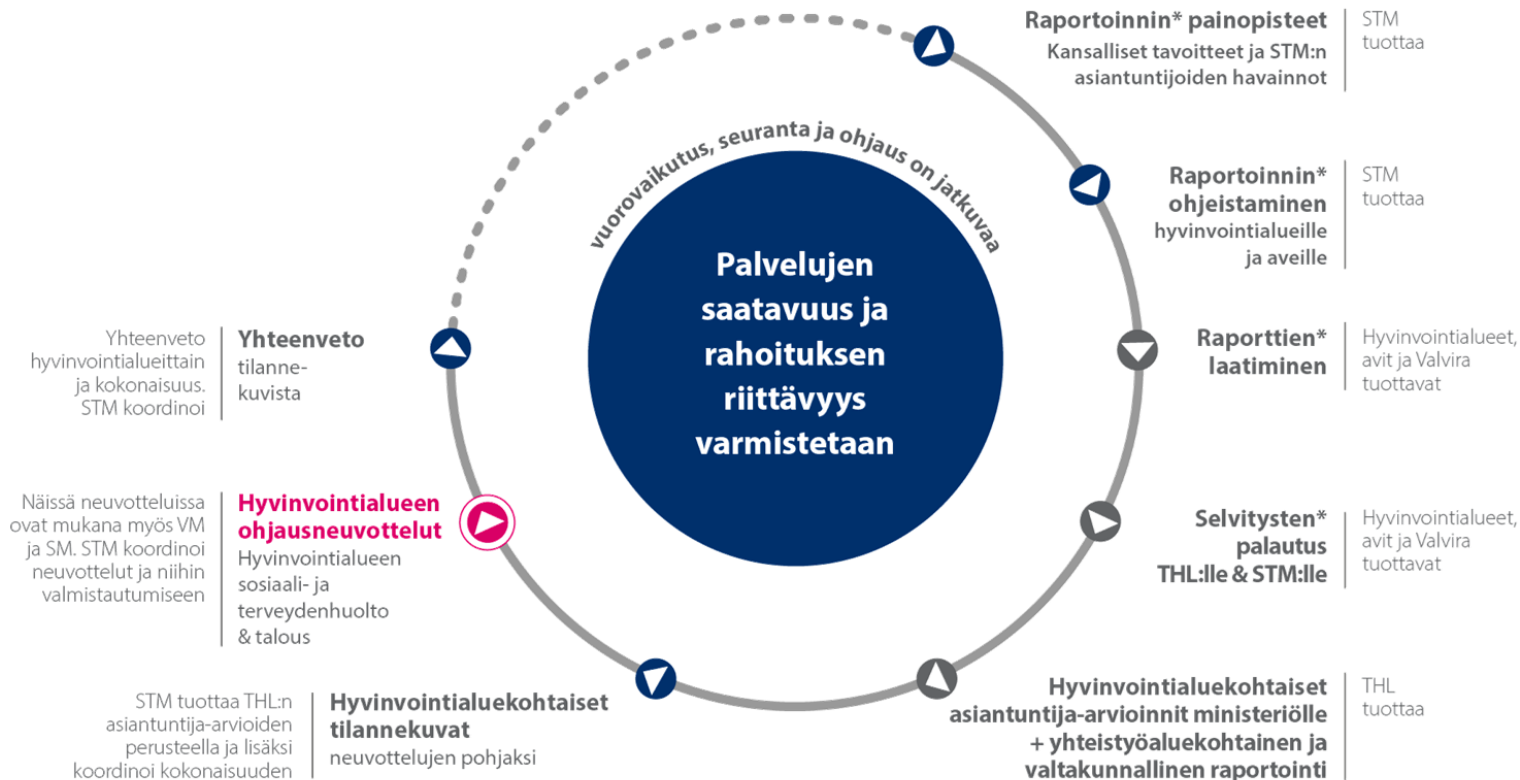 Raportoinnin* painopisteet
Kansalliset tavoitteet ja STM:n
asiantuntijoiden havainnot
STM
tuottaa
Raportoinnin*
ohjeistaminen
hyvinvointialueille
ja aveille
STM
tuottaa
Raporttien*
laatiminen
Hyvinvointialueet,
avit ja Valvira
tuottavat
Selvitysten*
palautus
THL:lle & STM:lle
Hyvinvointialueet,
avit ja Valvira
tuottavat
Hyvinvointialuekohtaiset
asiantuntija-arvioinnit ministeriölle
+ yhteistyöaluekohtainen ja
valtakunnallinen raportointi
THL
tuottaa
Hyvinvointialuekohtaiset
tilannekuvat
neuvottelujen pohjaksi
STM tuottaa THL:n
asiantuntija-arvioiden
perusteella ja lisäksi
koordinoi kokonaisuuden
Hyvinvointialueen
ohjausneuvottelut
Hyvinvointialueen
sosiaali- ja
terveydenhuolto
& talous
Näissä neuvotteluissa
ovat mukana myös VM
ja SM. STM koordinoi
neuvottelut ja niihin
valmistautumiseen
Yhteenveto
tilanne-
kuvista
Yhteenveto
hyvinvointialueittain
ja kokonaisuus.
STM koordinoi
vuorovaikutus, seuranta ja ohjaus on jatkuvaa
Palvelujen
saatavuus ja
rahoituksen
riittävyys
varmistetaan